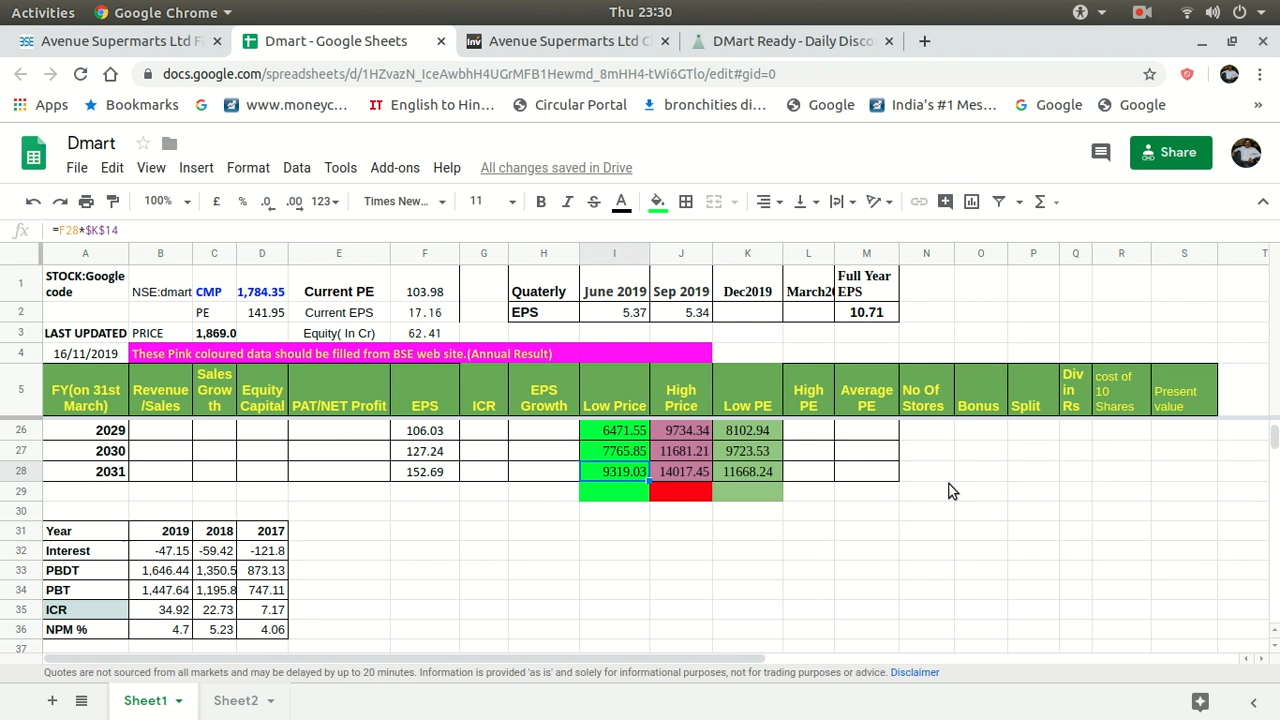 Activities Google Chrome Thu 23:30
Avenue Supermarts Ltd F Dmart - Google Sheets Avenue Supermarts Ltd C DMart Ready - Daily Disco
docs.google.com/spreadsheets/d/1HZvazN_IceAwbhH4UGrMFB1Hewmd_8mHH4-tWi6GTlo/edit#gid=0
Apps Bookmarks www.moneyc... English to Hin... Circular Portal bronchities di... Google India's #1 Mes... Google Google »
Dmart
Share
File Edit View Insert Format Data Tools Add-ons Help All changes saved in Drive
100% £ % .0 .00 123 Times New... 11 B I S A Σ
fx =F28*$K$14
A B C D E F G H I J K L M N O P Q R S T
1 STOCK:Google code NSE:dmart CMP 1,784.35 Current PE 103.98 Quaterly June 2019 Sep 2019 Dec2019 March20 Full Year EPS
2 PE 141.95 Current EPS 17.16 EPS 5.37 5.34 10.71
3 LAST UPDATED PRICE 1,869.0 Equity( In Cr) 62.41
4 16/11/2019 These Pink coloured data should be filled from BSE web site.(Annual Result)
5 FY(on 31st March) Revenue /Sales Sales Grow th Equity Capital PAT/NET Profit EPS ICR EPS Growth Low Price High Price Low PE High PE Average PE No Of Stores Bonus Split Div in Rs cost of 10 Shares Present value
26 2029 106.03 6471.55 9734.34 8102.94
27 2030 127.24 7765.85 11681.21 9723.53
28 2031 152.69 9319.03 14017.45 11668.24
29
30
31 Year 2019 2018 2017
32 Interest -47.15 -59.42 -121.8
33 PBDT 1,646.44 1,350.5 873.13
34 PBT 1,447.64 1,195.8 747.11
35 ICR 34.92 22.73 7.17
36 NPM % 4.7 5.23 4.06
37
Quotes are not sourced from all markets and may be delayed by up to 20 minutes. Information is provided 'as is' and solely for informational purposes, not for trading purposes or advice. Disclaimer
Sheet1 Sheet2